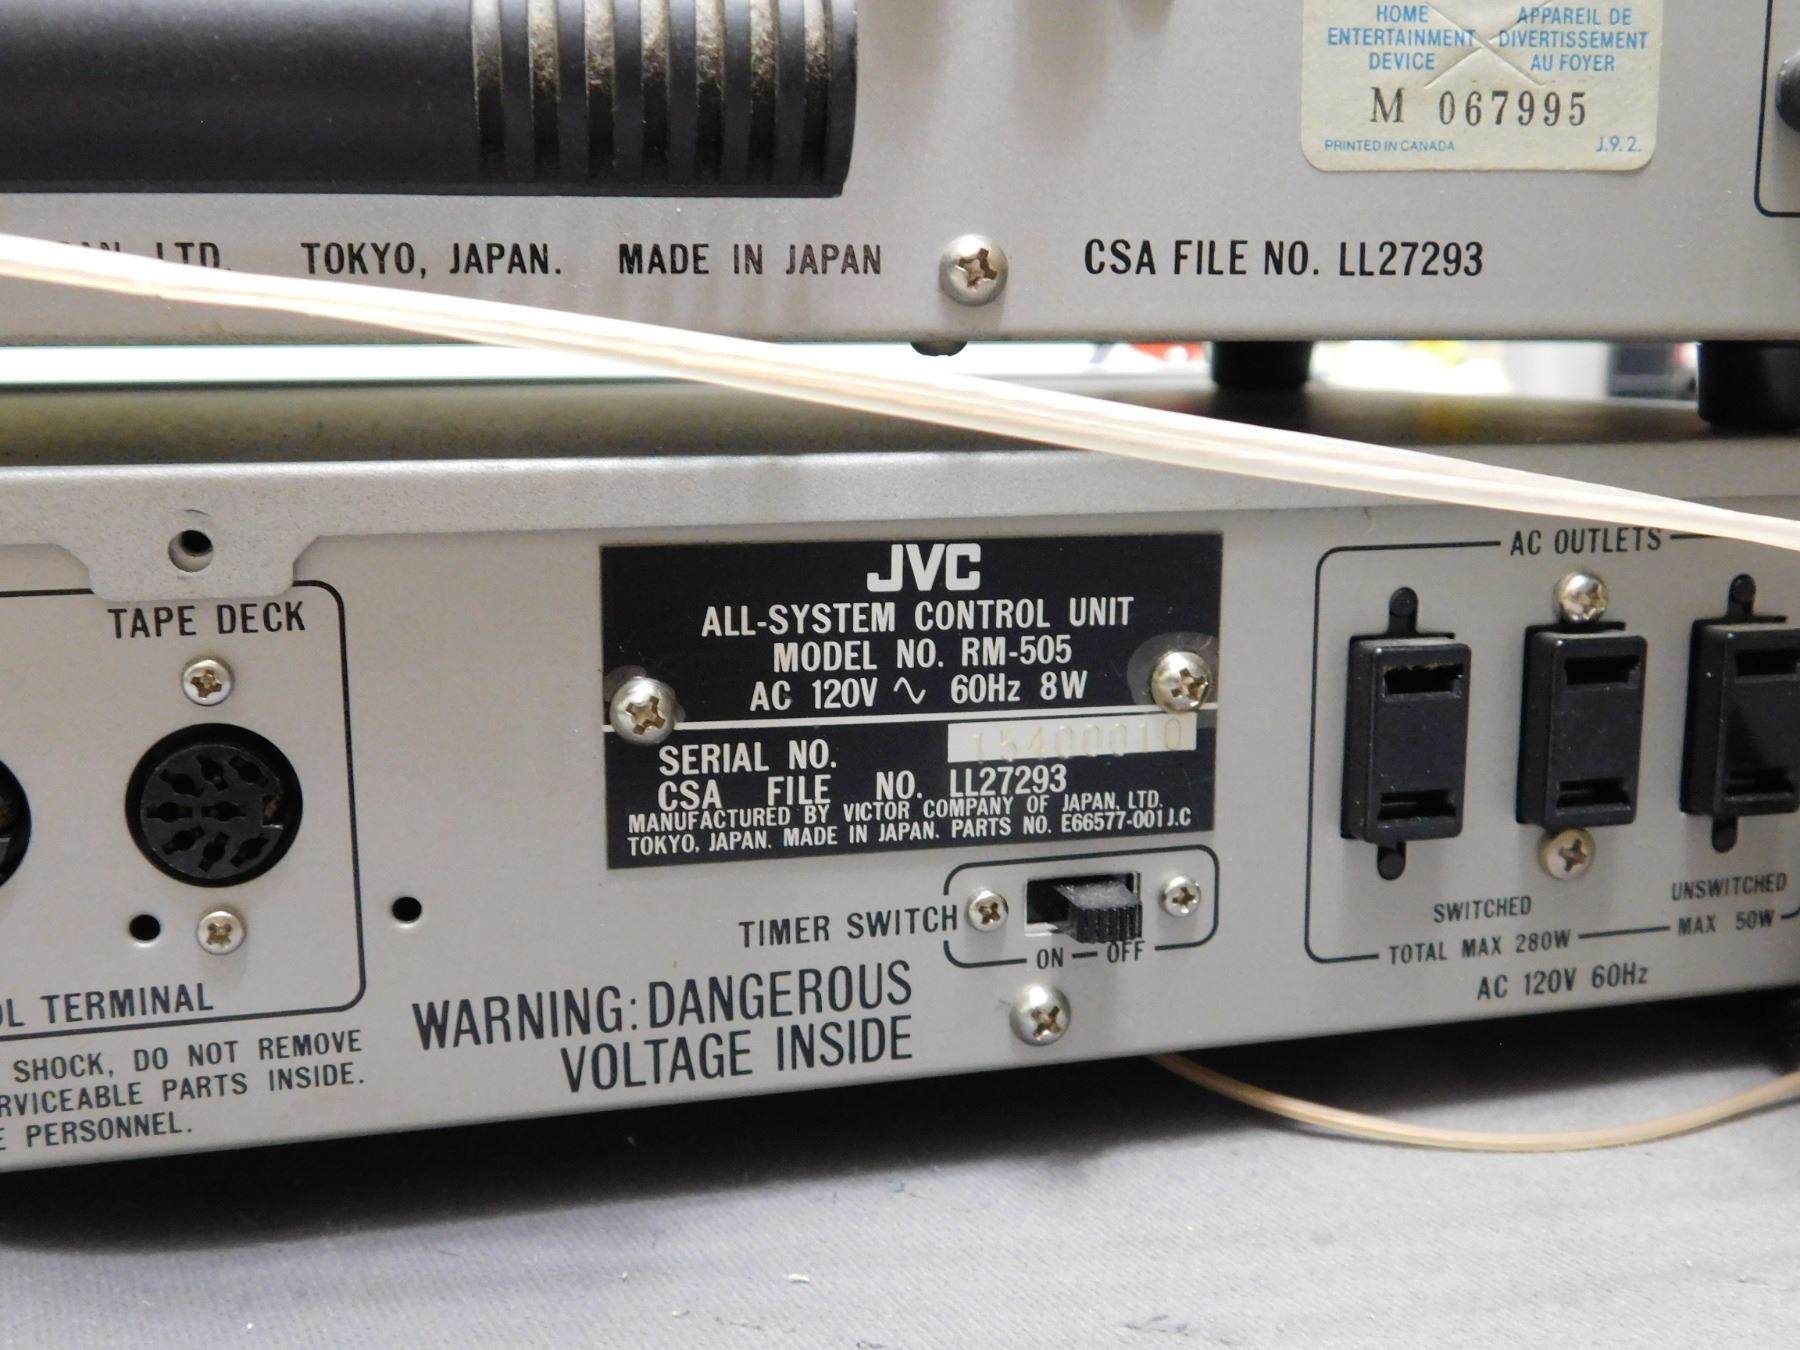 HOME
ENTERTAINMENT
DEVICE
APPAREIL DE
DIVERTISSEMENT
AU FOYER
M 067995
PRINTED IN CANADA J.9.2.
LTD. TOKYO, JAPAN. MADE IN JAPAN
CSA FILE NO. LL27293
TAPE DECK
TERMINAL
SHOCK, DO NOT REMOVE
PARTS INSIDE.
PERSONNEL.
JVC
ALL-SYSTEM CONTROL UNIT
MODEL NO. RM-505
AC 120V ∿ 60Hz 8W
SERIAL NO. 15400010
CSA FILE NO. LL27293
MANUFACTURED BY VICTOR COMPANY OF JAPAN, LTD.
TOKYO, JAPAN. MADE IN JAPAN. PARTS NO. E66577-001 J.C
TIMER SWITCH
ON — OFF
WARNING: DANGEROUS
VOLTAGE INSIDE
AC OUTLETS
SWITCHED
TOTAL MAX 280W
UNSWITCHED
MAX 50W
AC 120V 60Hz